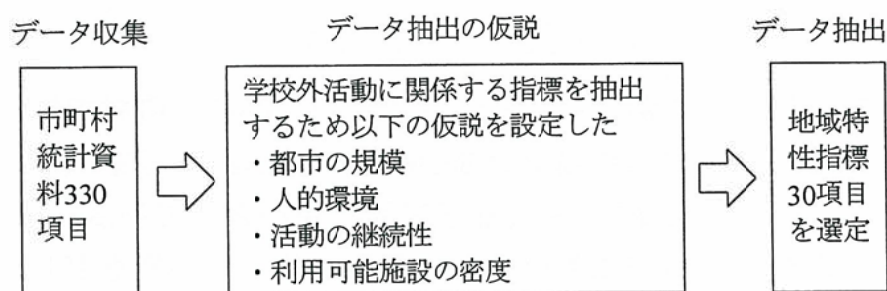 データ収集
データ抽出の仮説
データ抽出
市町村
統計資
料330
項目
学校外活動に関係する指標を抽出
するため以下の仮説を設定した
・都市の規模
・人的環境
・活動の継続性
・利用可能施設の密度
地域特
性指標
30項目
を選定